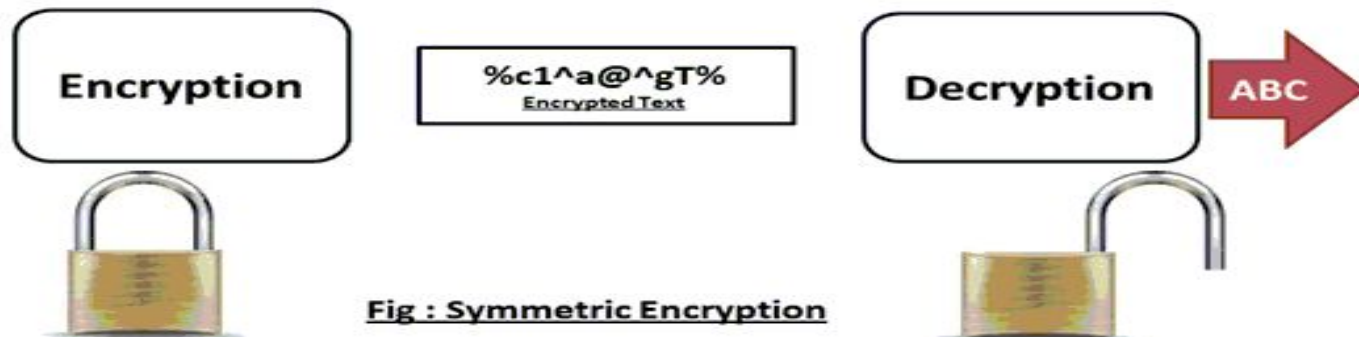 Encryption
%c1^a@^gT%
Encrypted Text
Decryption
ABC
Fig : Symmetric Encryption